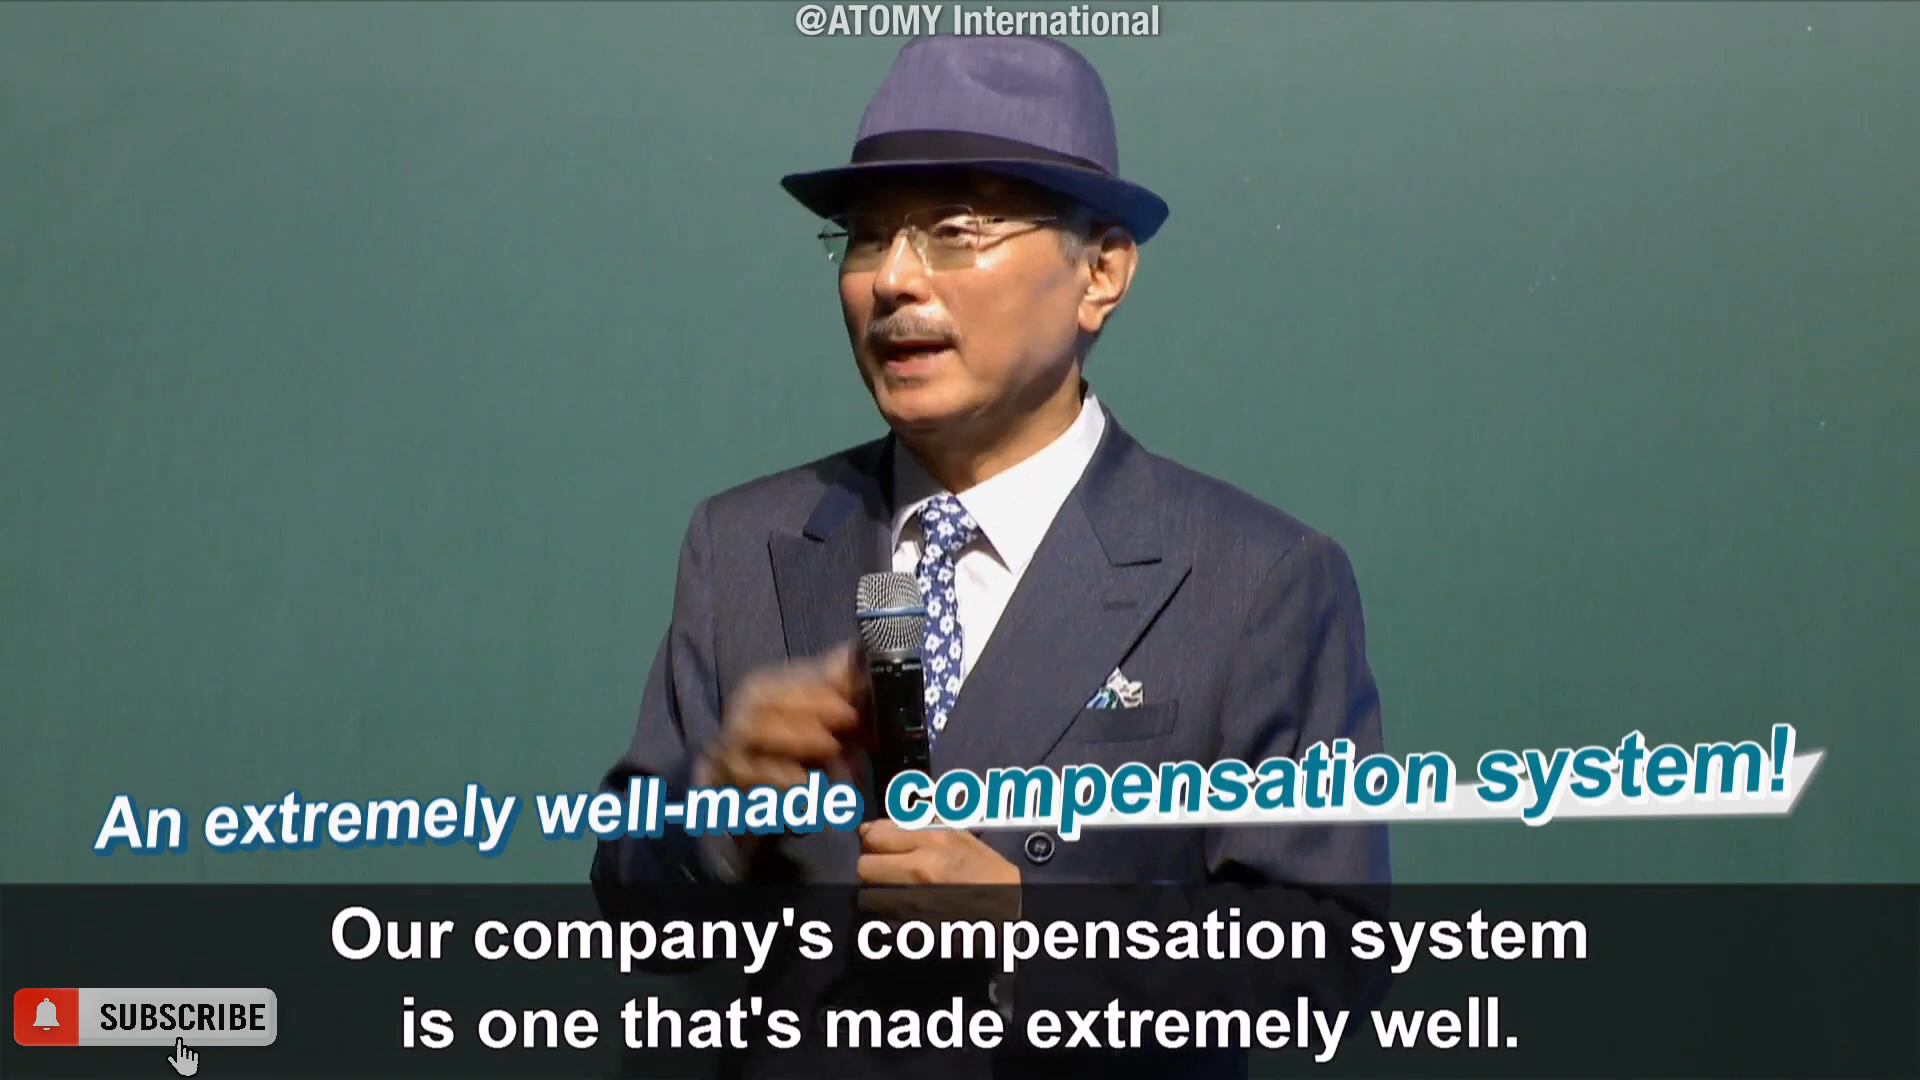 @ATOMY International
An extremely well-made compensation system!
Our company's compensation system
is one that's made extremely well.
SUBSCRIBE